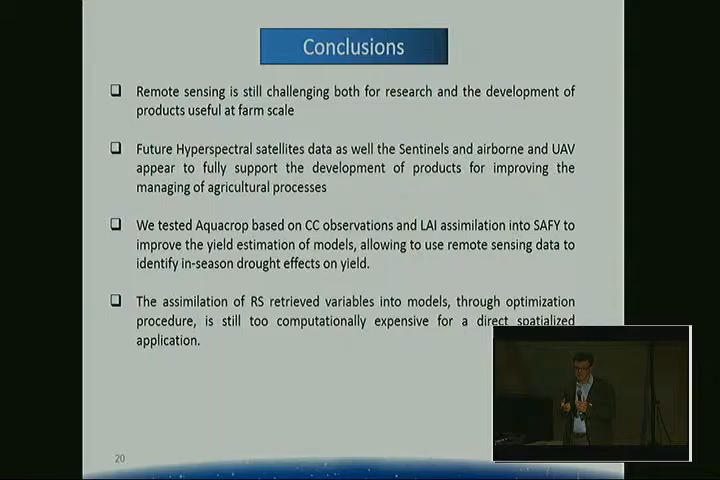 Conclusions
Remote sensing is still challenging both for research and the development of
products useful at farm scale
Future Hyperspectral satellites data as well the Sentinels and airborne and UAV
appear to fully support the development of products for improving the
managing of agricultural processes
We tested Aquacrop based on CC observations and LAI assimilation into SAFY to
improve the yield estimation of models, allowing to use remote sensing data to
identify in-season drought effects on yield.
The assimilation of RS retrieved variables into models, through optimization
procedure, is still too computationally expensive for a direct spatialized
application.
20